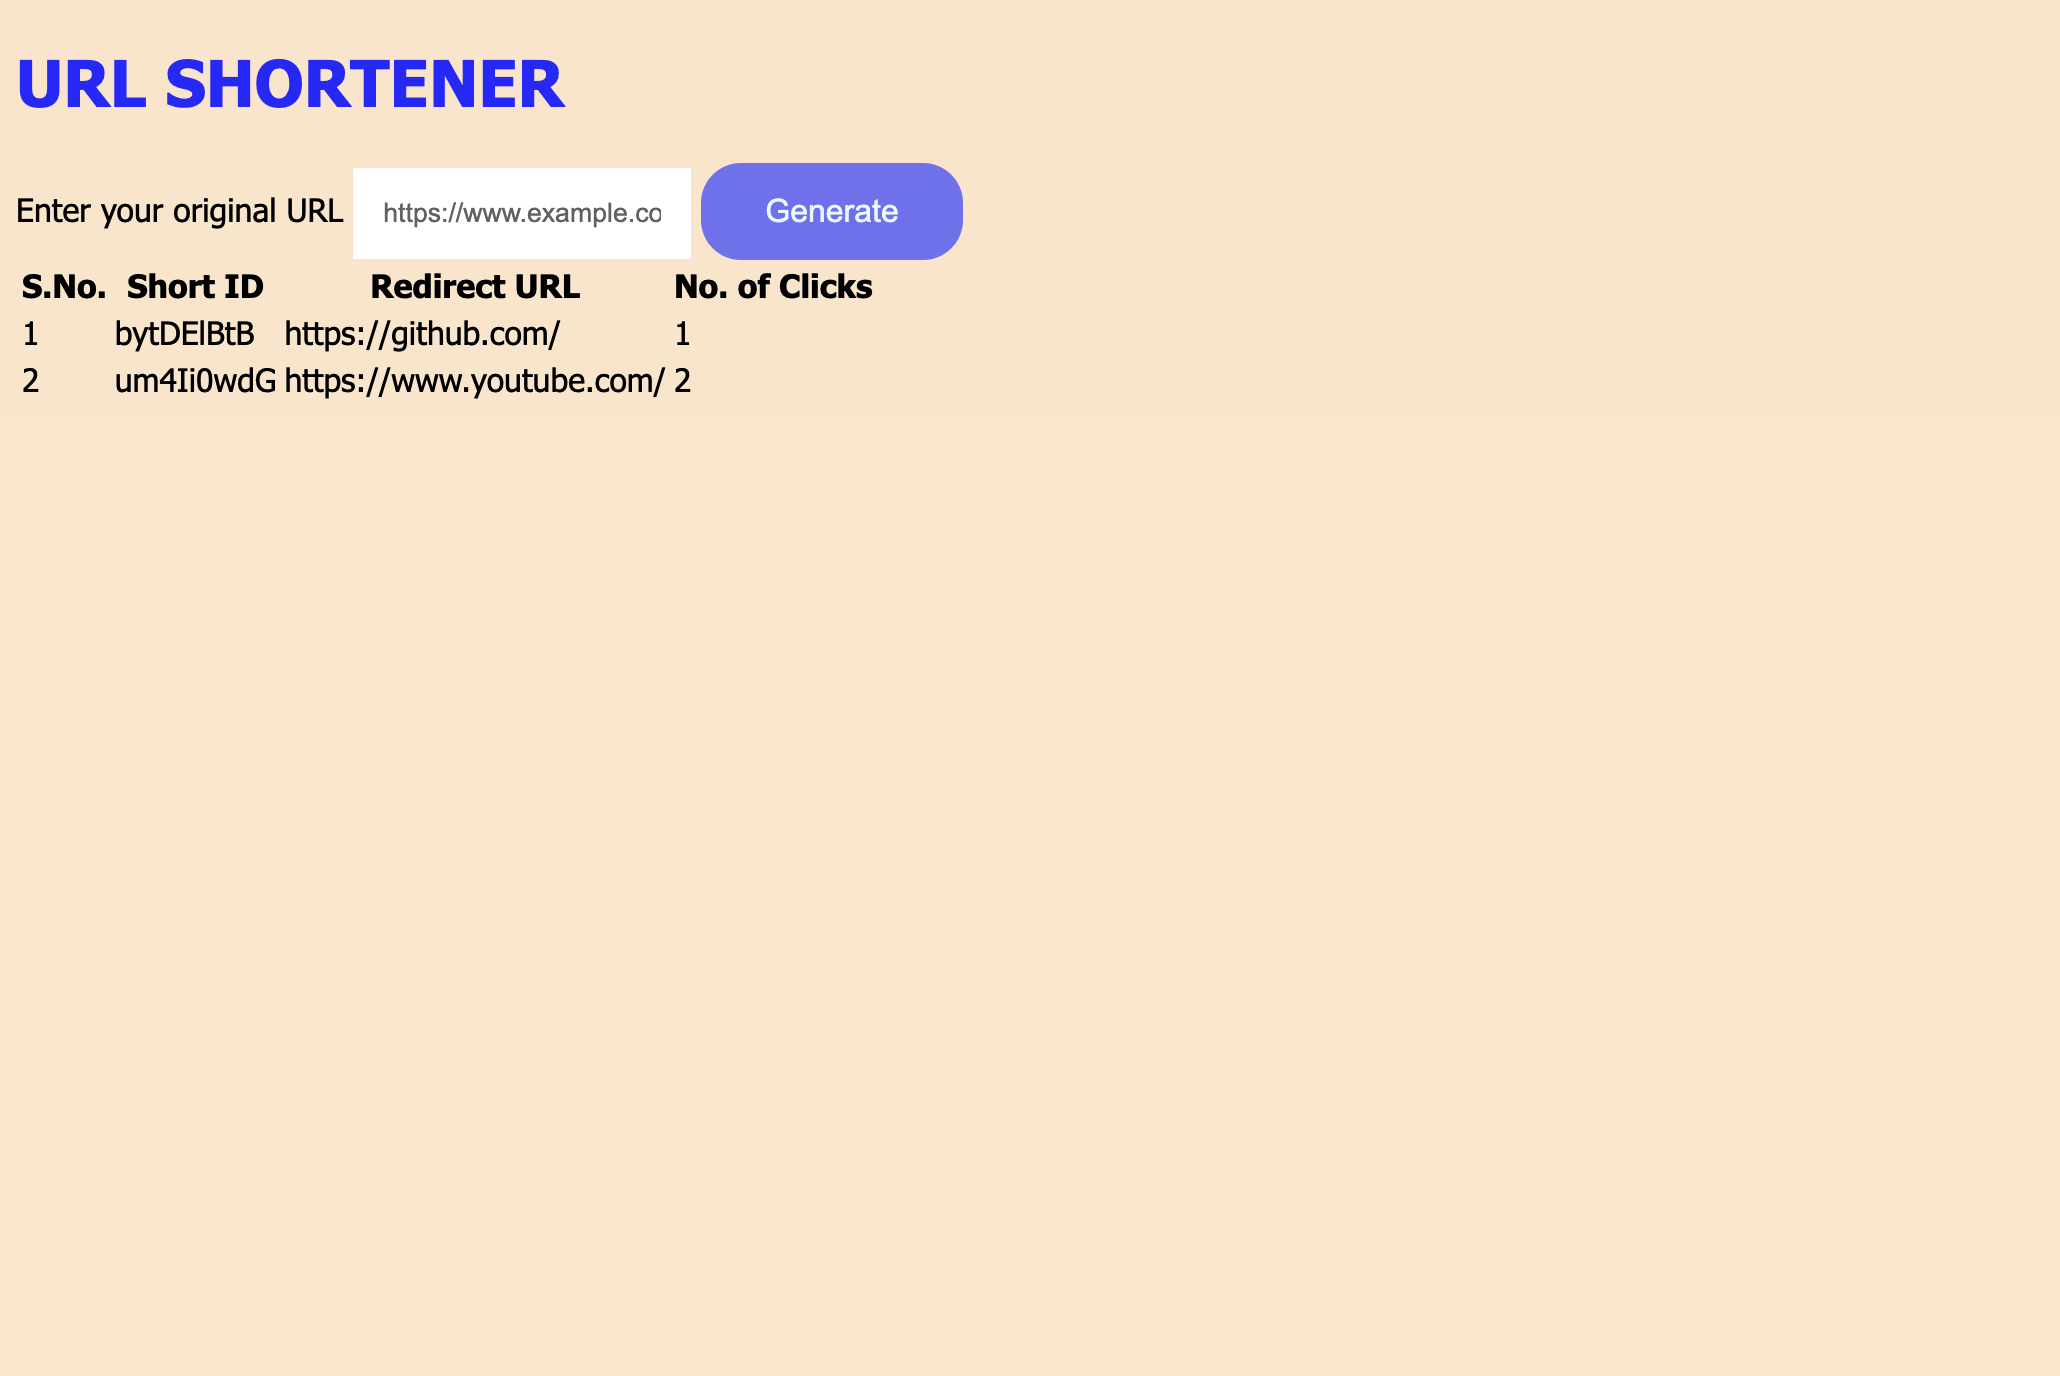 URL SHORTENER
Enter your original URL https://www.example.co Generate
S.No. Short ID Redirect URL No. of Clicks
1 bytDElBtB https://github.com/ 1
2 um4Ii0wdG https://www.youtube.com/ 2